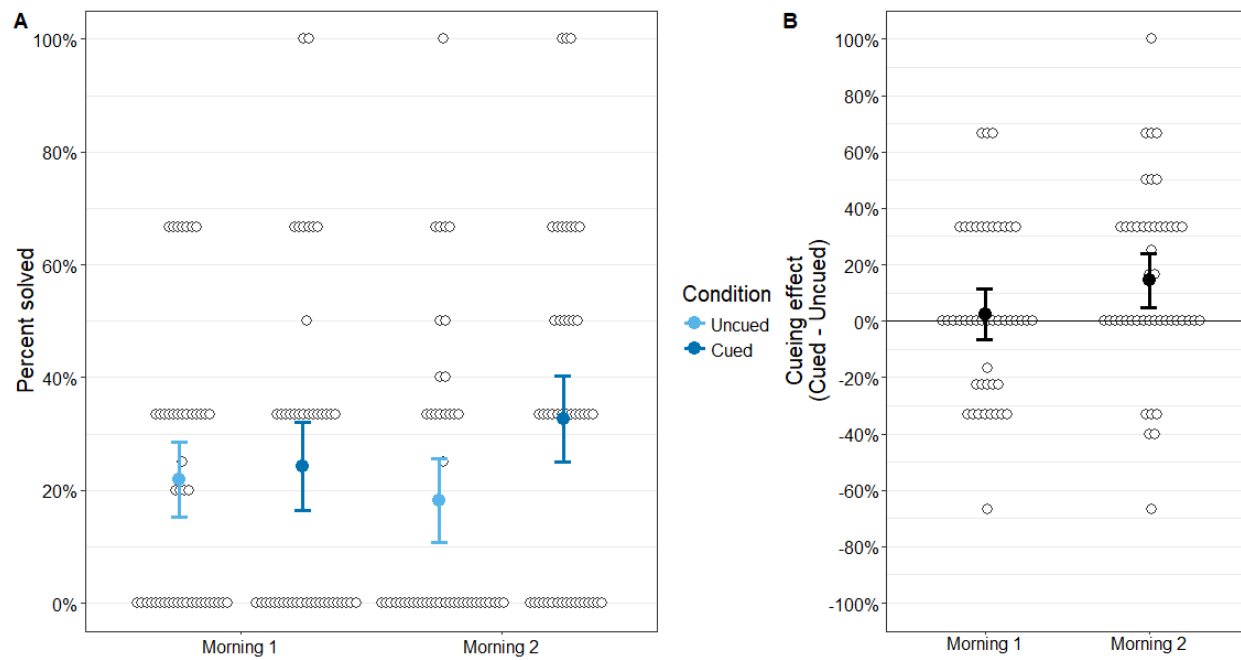 A
100%
80%
60%
40%
20%
0%
Percent solved
Morning 1
Morning 2
Condition
Uncued
Cued
B
100%
80%
60%
40%
20%
0%
-20%
-40%
-60%
-80%
-100%
Cueing effect
(Cued - Uncued)
Morning 1
Morning 2